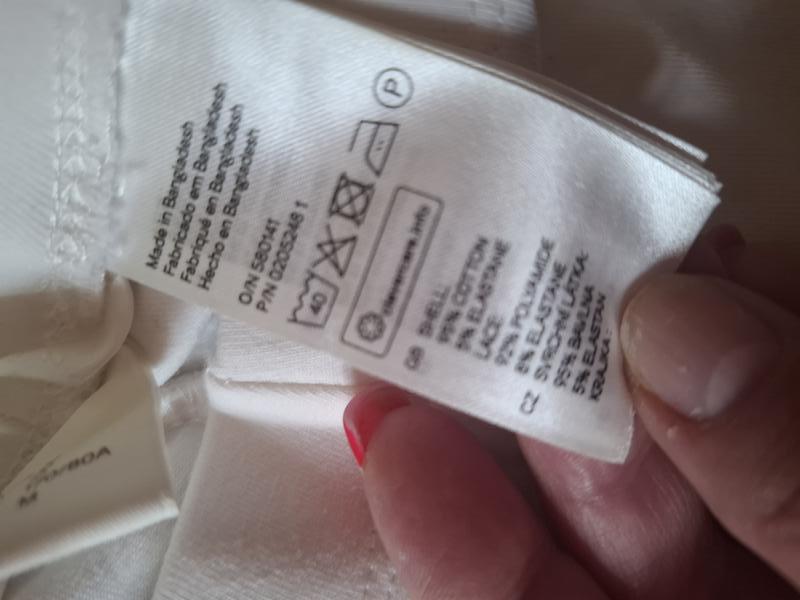 Made in Bangladesh
Fabricado em Bangladesh
Fabriqué en Bangladesh
Hecho en Bangladesh
O/N 580141
P/N 0205248 1
40
P
clevercare.info
GB
SHELL:
95% COTTON
5% ELASTANE
LACE
92% POLYAMIDE
8% ELASTANE
CZ
SVRCHNÍ LÁTKA:
95% BAVLNA
5% ELASTAN
KRAJKA:
M
/80A